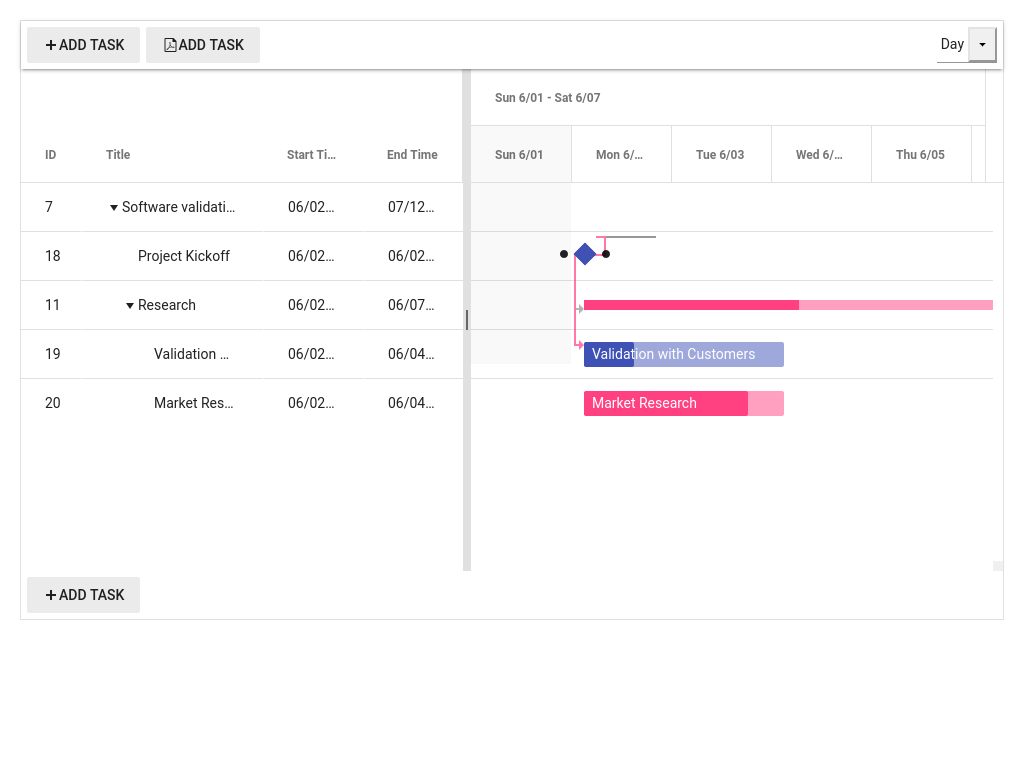 ADD TASK ADD TASK Day
Sun 6/01 - Sat 6/07
ID Title Start Ti… End Time Sun 6/01 Mon 6/… Tue 6/03 Wed 6/… Thu 6/05
7 Software validati… 06/02… 07/12…
18 Project Kickoff 06/02… 06/02…
11 Research 06/02… 06/07…
19 Validation … 06/02… 06/04… Validation with Customers
20 Market Res… 06/02… 06/04… Market Research
ADD TASK